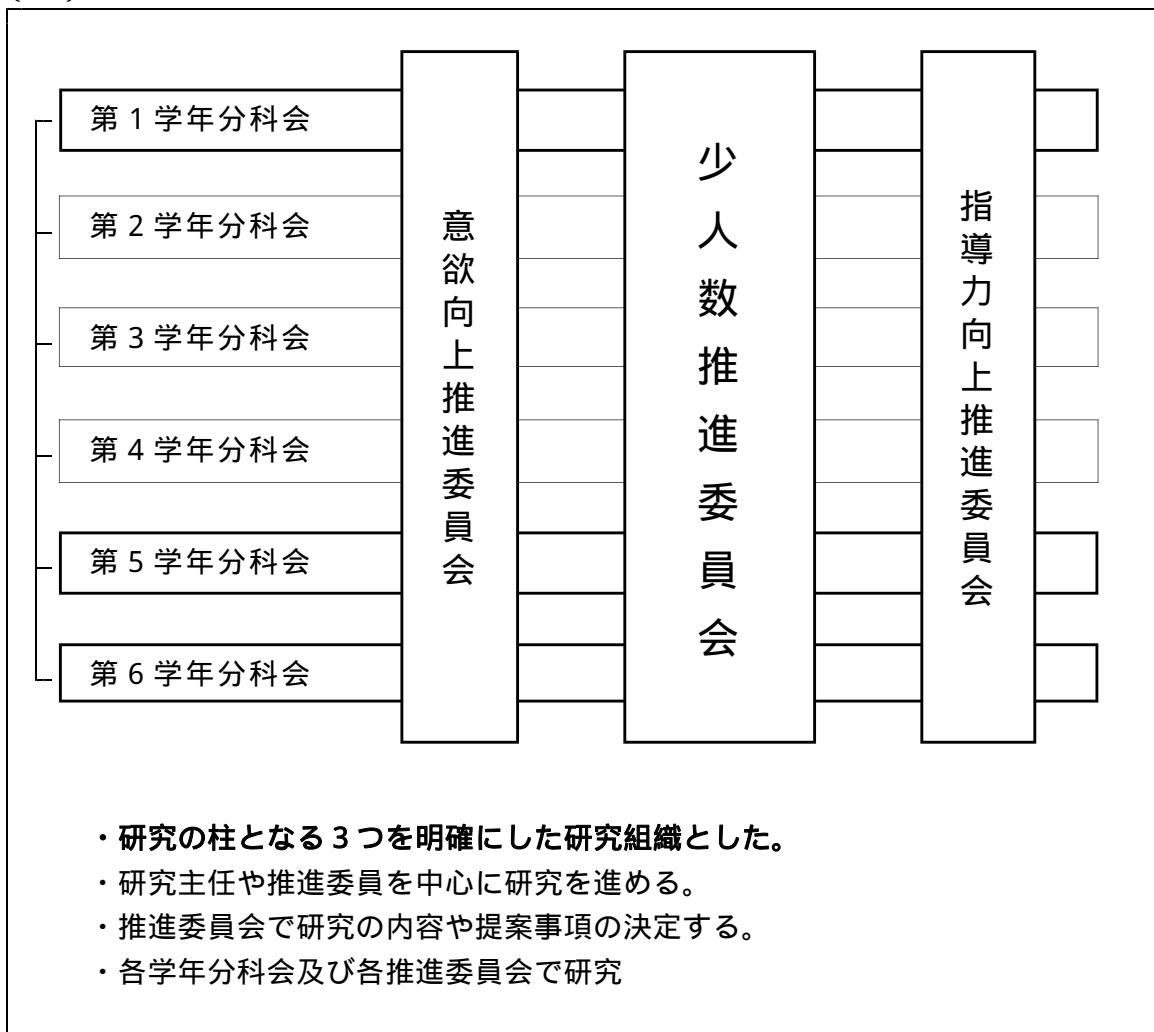 第1学年分科会
第2学年分科会
第3学年分科会
第4学年分科会
第5学年分科会
第6学年分科会
意欲向上推進委員会
少人数推進委員会
指導力向上推進委員会
・研究の柱となる3つを明確にした研究組織とした。
・研究主任や推進委員を中心に研究を進める。
・推進委員会で研究の内容や提案事項の決定する。
・各学年分科会及び各推進委員会で研究